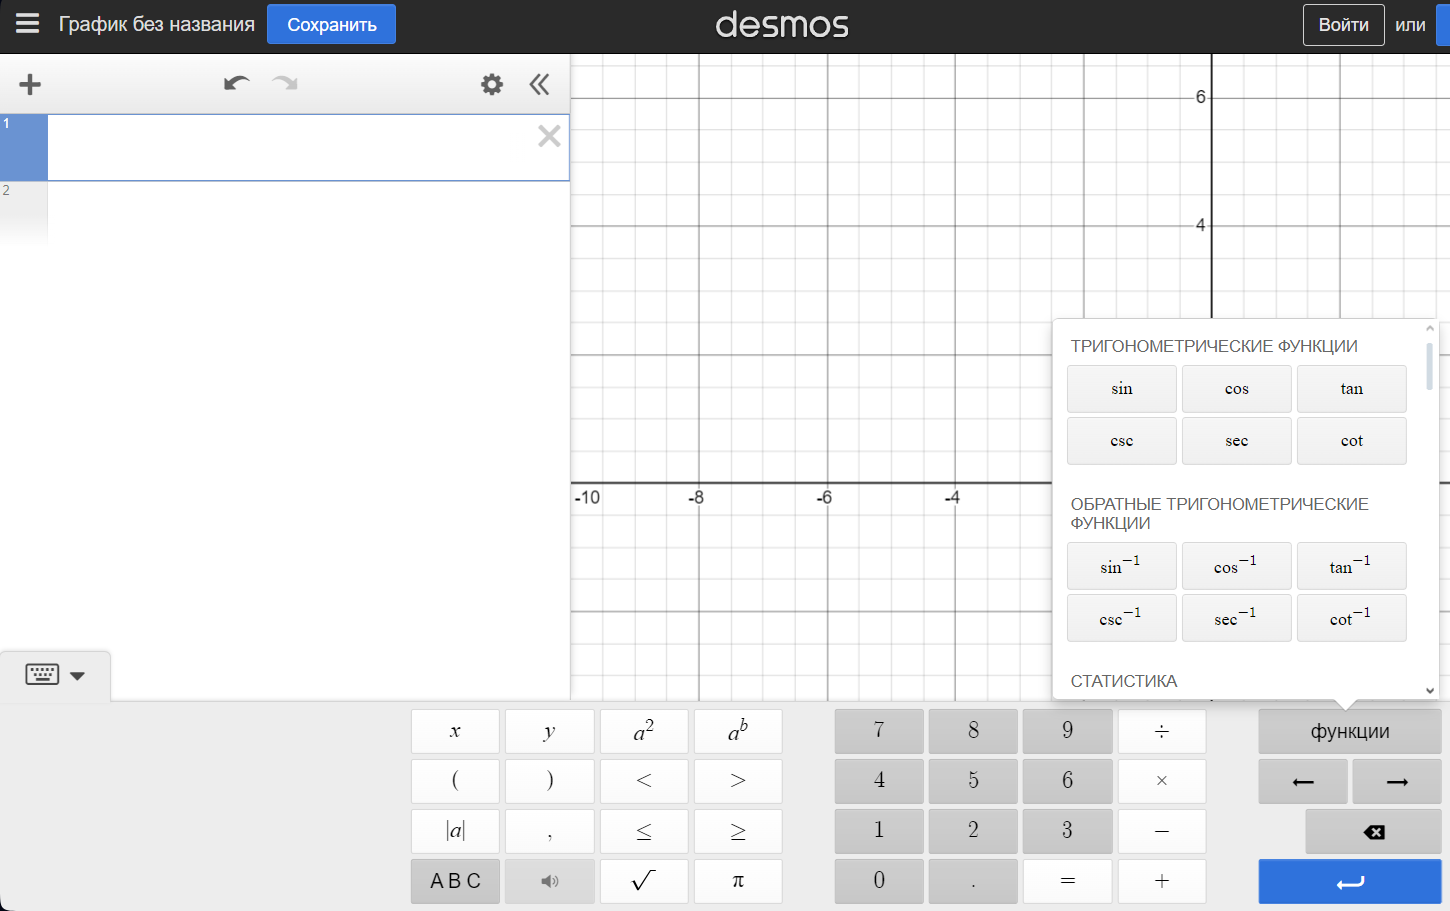 График без названия
Сохранить
desmos
Войти
или
1
2
6
4
-10
-8
-6
-4
ТРИГОНОМЕТРИЧЕСКИЕ ФУНКЦИИ
sin cos tan
csc sec cot
ОБРАТНЫЕ ТРИГОНОМЕТРИЧЕСКИЕ
ФУНКЦИИ
sin⁻¹ cos⁻¹ tan⁻¹
csc⁻¹ sec⁻¹ cot⁻¹
СТАТИСТИКА
x y a² aᵇ 7 8 9 ÷ функции
( ) < > 4 5 6 × ← →
|a| , ≤ ≥ 1 2 3 −
A B C √ π 0 . = +